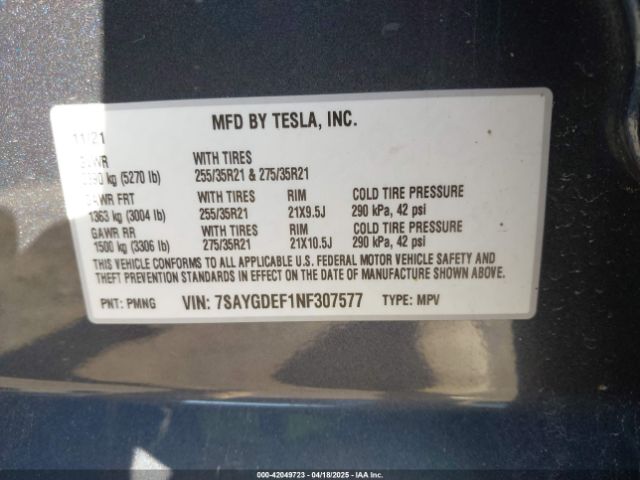 MFD BY TESLA, INC.
11/21
GVWR WITH TIRES
kg (5270 lb) 255/35R21 & 275/35R21
GAWR FRT WITH TIRES RIM COLD TIRE PRESSURE
1363 kg (3004 lb) 255/35R21 21X9.5J 290 kPa, 42 psi
GAWR RR WITH TIRES RIM COLD TIRE PRESSURE
1500 kg (3306 lb) 275/35R21 21X10.5J 290 kPa, 42 psi
THIS VEHICLE CONFORMS TO ALL APPLICABLE U.S. FEDERAL MOTOR VEHICLE SAFETY AND
THEFT PREVENTION STANDARDS IN EFFECT ON THE DATE OF MANUFACTURE SHOWN ABOVE.
PNT: PMNG VIN: 7SAYGDEF1NF307577 TYPE: MPV
000-42049723 - 04/18/2025 - IAA Inc.